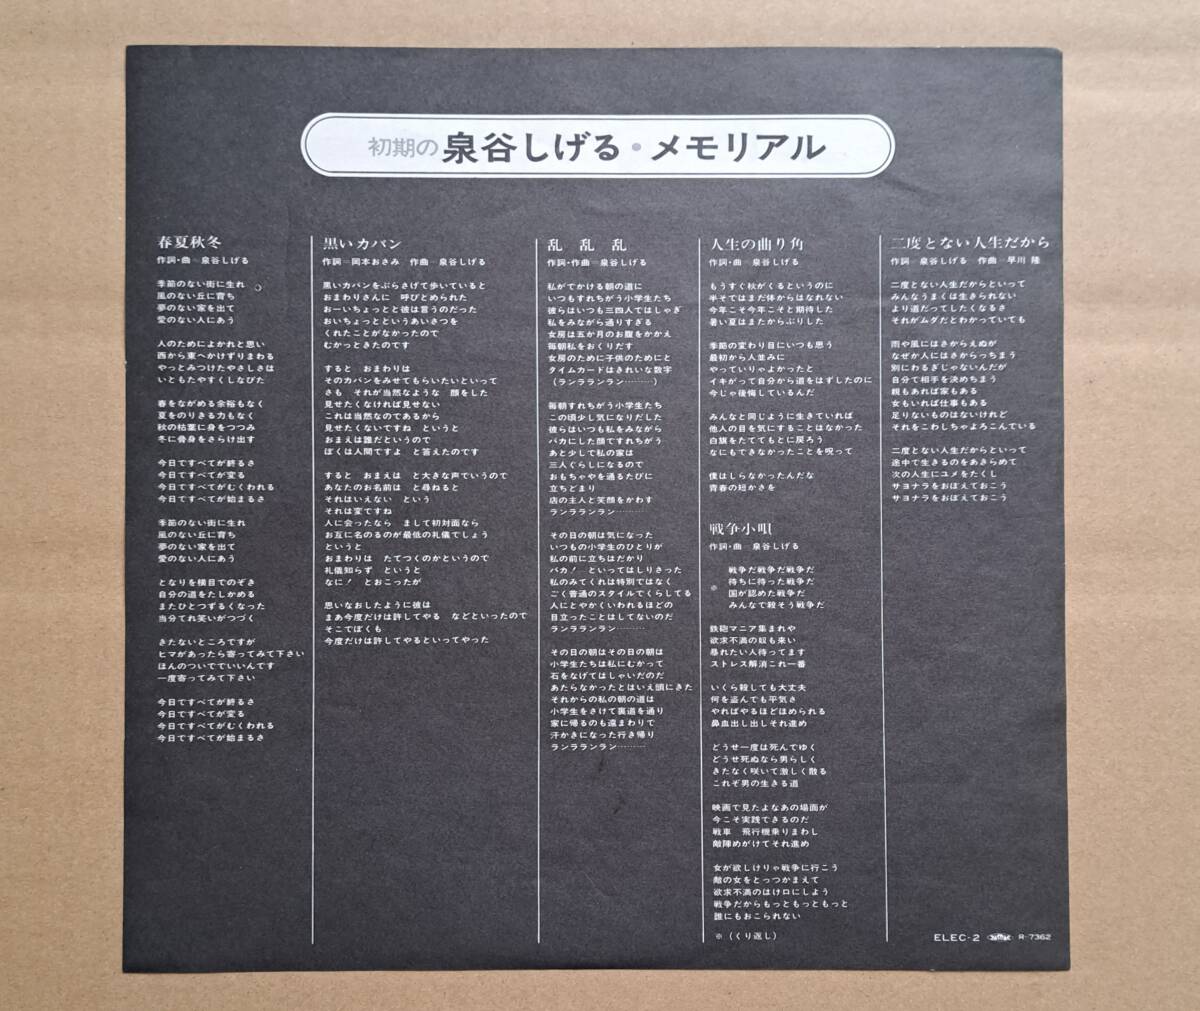 初期の 泉谷しげる・メモリアル
春夏秋冬
作詞・曲=泉谷しげる
季節のない街に生れ
風のない丘に育ち
夢のない家を出て
愛のない人にあう
人のためによかれと思い
西から東へかけずりまわる
やっとみつけたやさしさは
いともたやすくしなびた
春をながめる余裕もなく
夏をのりきる力もなく
秋の枯葉に身をつつみ
冬に骨身をさらけ出す
今日ですべてが終るさ
今日ですべてが変る
今日ですべてがむくわれる
今日ですべてが始まるさ
季節のない街に生れ
風のない丘に育ち
夢のない家を出て
愛のない人にあう
となりを横目でのぞき
自分の道をたしかめる
またひとつずるくなった
当分てれ笑いがつづく
きたないところですが
ヒマがあったら寄ってみて下さい
ほんのついででいいんです
一度寄ってみて下さい
今日ですべてが終るさ
今日ですべてが変る
今日ですべてがむくわれる
今日ですべてが始まるさ
黒いカバン
作詞=岡本おさみ 作曲=泉谷しげる
黒いカバンをぶらさげて歩いていると
おまわりさんに 呼びとめられた
おーいちょっとと彼は言うのだった
おいちょっとというあいさつを
くれたことがなかったので
むかっときたのです
すると おまわりは
そのカバンをみせてもらいたいといって
さも それが当然なような 顔をした
見せたくなければ見せない
これは当然なのであるから
見せたくないですね というと
おまえは誰だというので
ぼくは人間ですよ と答えたのです
すると おまえは と大きな声でいうので
あなたのお名前は と尋ねると
それはいえない という
それは変ですね
人に会ったなら まして初対面なら
お互に名のるのが最低の礼儀でしょう
というと
おまわりは たてつくのかというので
礼儀知らず というと
なに! とおこったが
思いなおしたように彼は
まあ今度だけは許してやる などといったので
そこでぼくも
今度だけは許してやるといってやった
乱 乱 乱
作詞・作曲=泉谷しげる
私がでかける朝の道に
いつもすれちがう小学生たち
彼らはいつも三四人ではしゃぎ
私をみながら通りすぎる
女房は五か月のお腹をかかえ
毎朝私をおくりだす
女房のために子供のためにと
タイムカードはきれいな数字
(ランラランラン………)
毎朝すれちがう小学生たち
この頃少し気になりだした
彼らはいつも私をみながら
バカにした顔ですれちがう
あと少しで私の家は
三人ぐらしになるので
おもちゃやを通るたびに
立ちどまり
店の主人と笑顔をかわす
ランラランラン………
その日の朝は気になった
いつもの小学生のひとりが
私の前に立ちはだかり
バカ! といってはしりさった
私のみてくれは特別ではなく
ごく普通のスタイルでくらしてる
人にとやかくいわれるほどの
目立ったことはしてないのだ
ランラランラン………
その日の朝はその日の朝は
小学生たちは私にむかって
石をなげてはしゃいだのだ
あたらなかったとはいえ頭にきた
それからの私の朝の道は
小学生をさけて裏道を通り
家に帰るのも遠まわりで
汗かきになった行き帰り
ランラランラン………
人生の曲り角
作詞・曲=泉谷しげる
もうすぐ秋がくるというのに
半そではまだ体からはなれない
今年こそ今年こそと期待した
暑い夏はまたからぶりした
季節の変わり目にいつも思う
最初から人並みに
やっていりゃよかったと
イキがって自分から道をはずしたのに
今じゃ後悔しているんだ
みんなと同じように生きていれば
他人の目を気にすることはなかった
白旗をたててもとに戻ろう
なにもできなかったことを呪って
僕はしらなかったんだな
青春の短かさを
戦争小唄
作詞・曲=泉谷しげる
戦争だ戦争だ戦争だ
待ちに待った戦争だ
※ 国が認めた戦争だ
みんなで殺そう戦争だ
鉄砲マニア集まれや
欲求不満の奴も来い
暴れたい人待ってます
ストレス解消これ一番
いくら殺しても大丈夫
何を盗んでも平気さ
やればやるほどほめられる
鼻血出し出しそれ進め
どうせ一度は死んでゆく
どうせ死ぬなら男らしく
きたなく咲いて激しく散る
これぞ男の生きる道
映画で見たよなあの場面が
今こそ実践できるのだ
戦車 飛行機乗りまわし
敵陣めがけてそれ進め
女が欲しけりゃ戦争に行こう
敵の女をとっつかまえて
欲求不満のはけ口にしよう
戦争だからもっともっともっと
誰にもおこられない
※(くり返し)
二度とない人生だから
作詞=泉谷しげる 作曲=早川 隆
二度とない人生だからといって
みんなうまくは生きられない
より道だってしたくなるさ
それがムダだとわかっていても
雨や風にはさからえぬが
なぜか人にはさからっちまう
別にわるぎじゃないんだが
自分で相手を決めちまう
親もあれば家もある
女もいれば仕事もある
足りないものはないけれど
それをこわしちゃよろこんでいる
二度とない人生だからといって
途中で生きるのをあきらめて
次の人生にユメをたくし
サヨナラをおぼえておこう
サヨナラをおぼえておこう
ELEC-2 R-7362